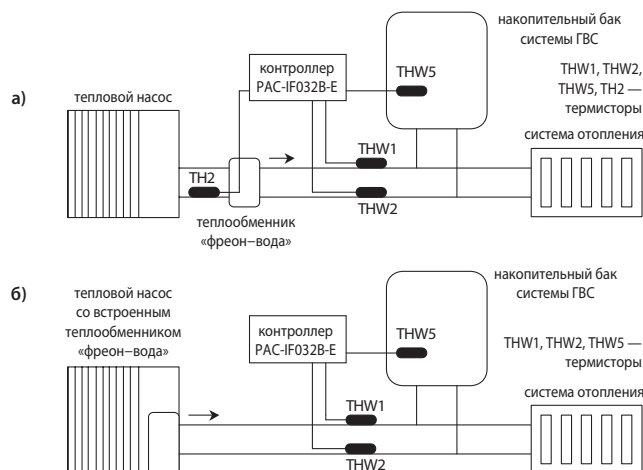 а)
тепловой насос
контроллер
PAC-IF032B-E
THW5
накопительный бак
системы ГВС
THW1, THW2,
THW5, TH2 —
термисторы
система отопления
THW1
TH2
THW2
теплообменник
«фреон–вода»
б)
тепловой насос
со встроенным
теплообменником
«фреон–вода»
контроллер
PAC-IF032B-E
THW5
накопительный бак
системы ГВС
THW1, THW2, THW5 —
термисторы
система отопления
THW1
THW2